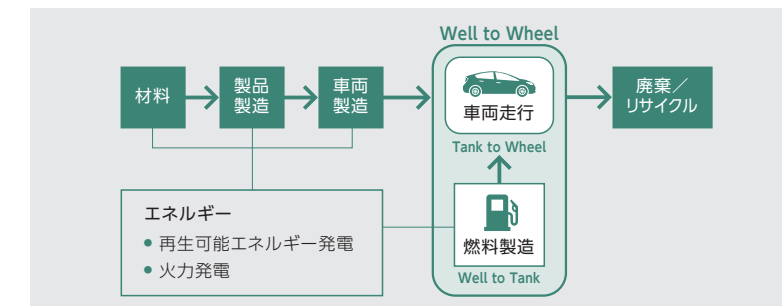 Well to Wheel
材料
製品
製造
車両
製造
車両走行
廃棄／
リサイクル
Tank to Wheel
エネルギー
● 再生可能エネルギー発電
● 火力発電
燃料製造
Well to Tank